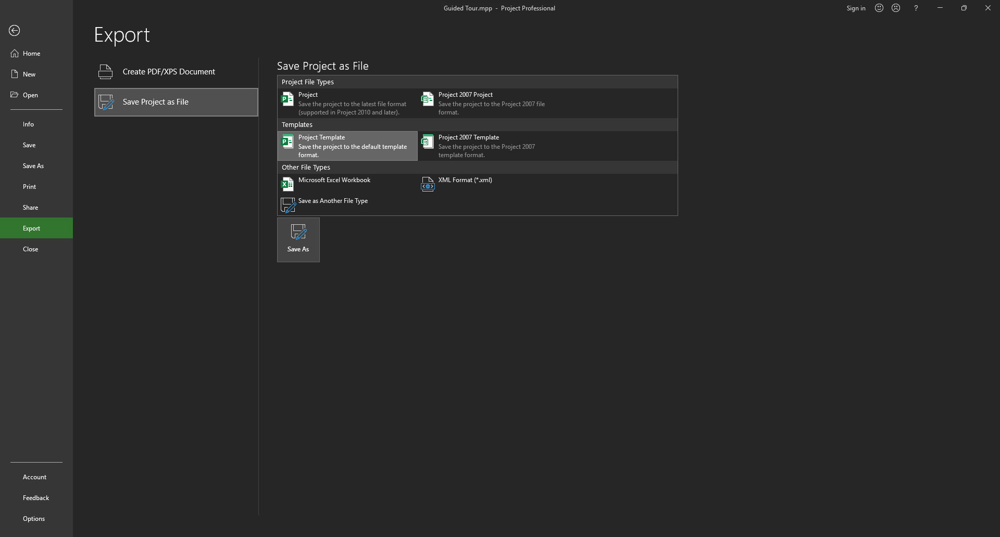 Guided Tour.mpp - Project Professional
Sign in
?
Home
New
Open
Info
Save
Save As
Print
Share
Export
Close
Account
Feedback
Options
Export
Create PDF/XPS Document
Save Project as File
Save Project as File
Project File Types
Project
Save the project to the latest file format
(supported in Project 2010 and later).
Project 2007 Project
Save the project to the Project 2007 file
format.
Templates
Project Template
Save the project to the default template
format.
Project 2007 Template
Save the project to the Project 2007
template format.
Other File Types
Microsoft Excel Workbook
XML Format (*.xml)
Save as Another File Type
Save As